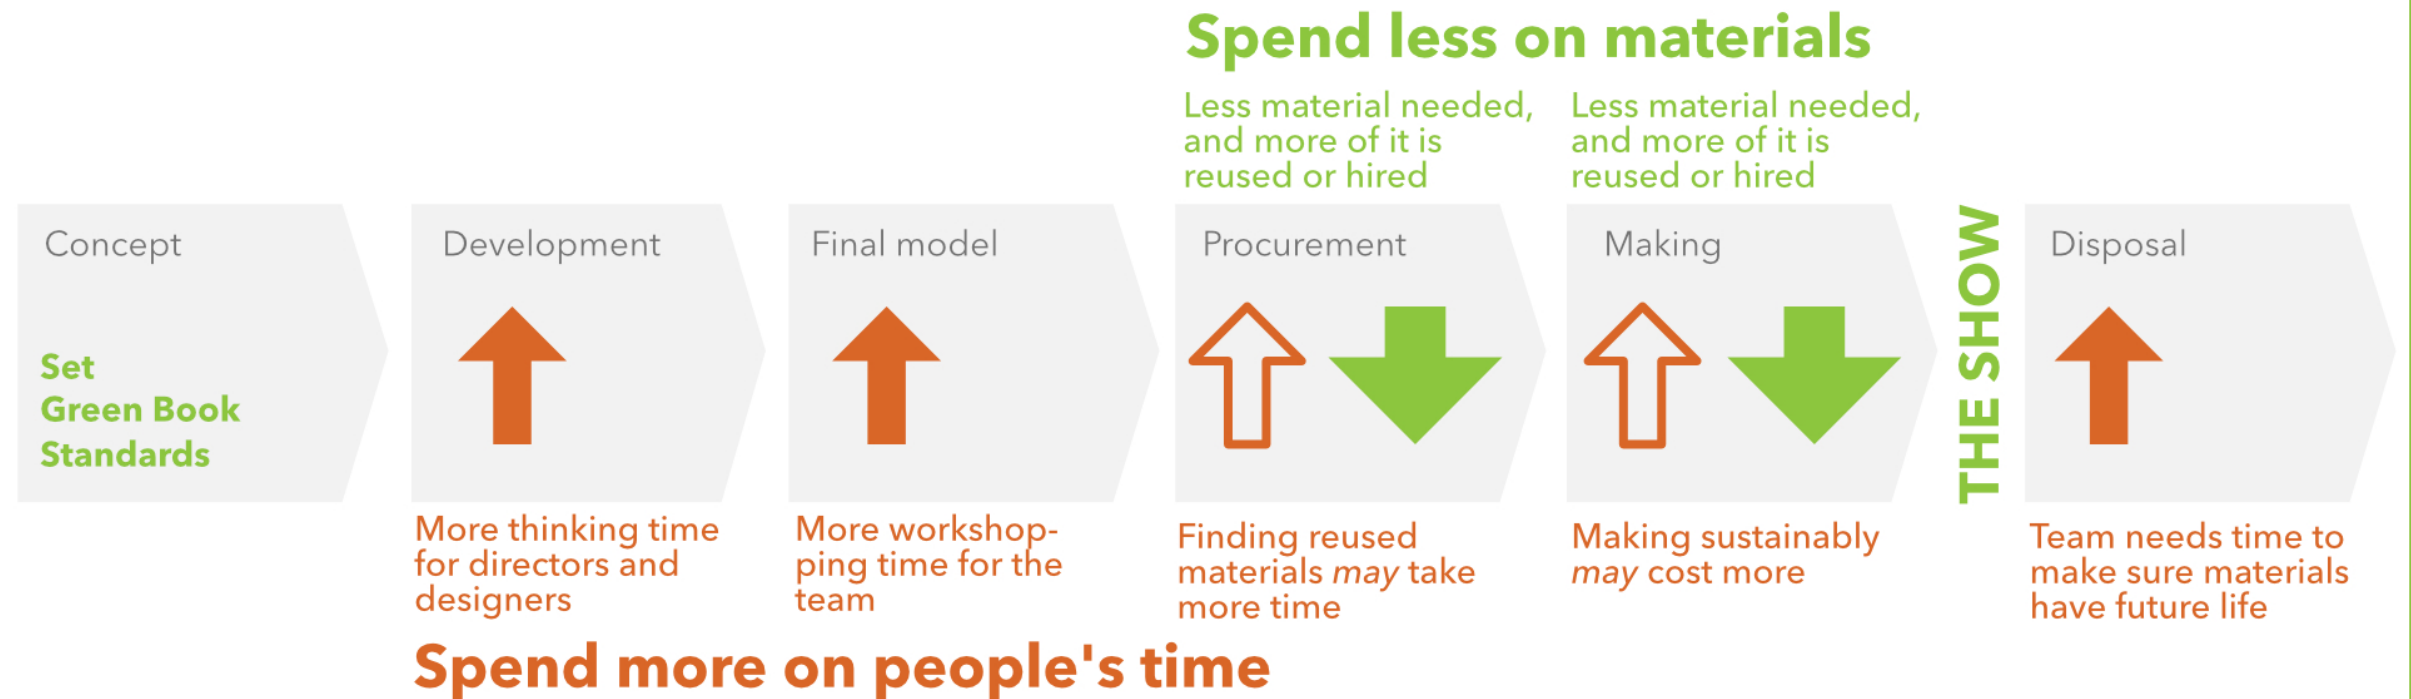 Spend less on materials
Less material needed,
and more of it is
reused or hired
Less material needed,
and more of it is
reused or hired
Concept
Set
Green Book
Standards
Development
Final model
Procurement
Making
THE SHOW
Disposal
More thinking time
for directors and
designers
More workshop-
ping time for the
team
Finding reused
materials may take
more time
Making sustainably
may cost more
Team needs time to
make sure materials
have future life
Spend more on people's time